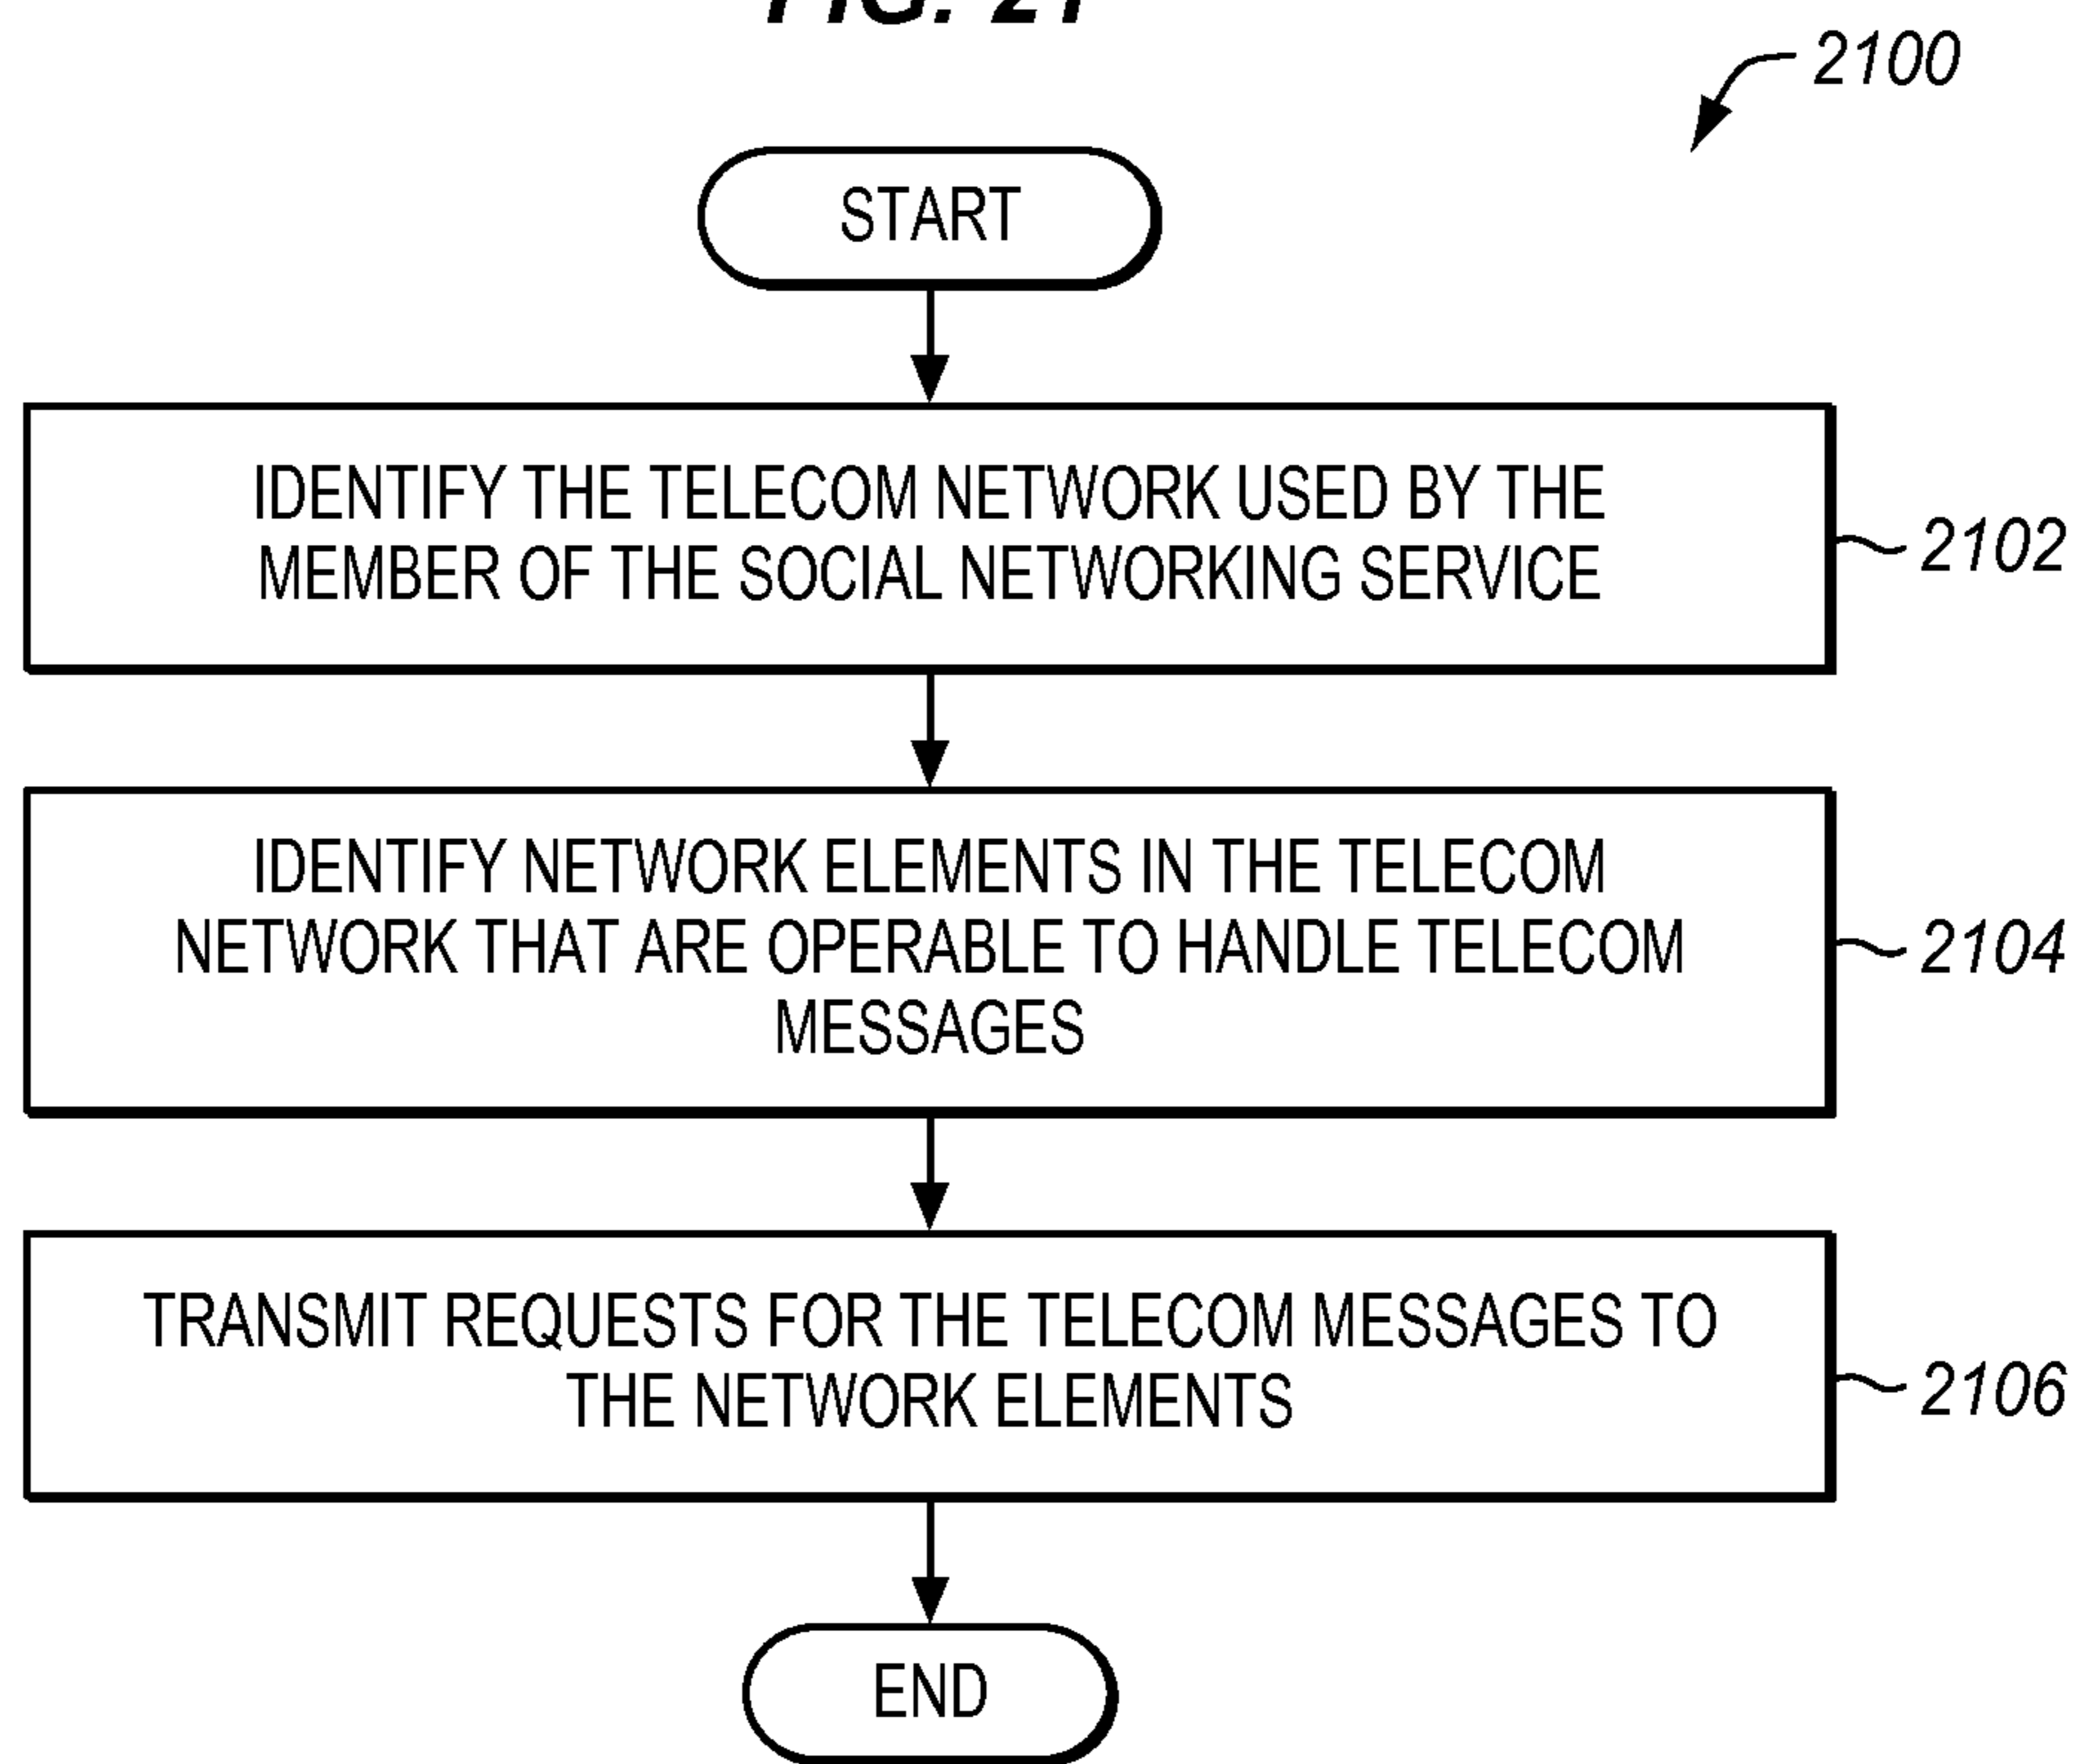 FIG. 21
2100
START
IDENTIFY THE TELECOM NETWORK USED BY THE
MEMBER OF THE SOCIAL NETWORKING SERVICE
2102
IDENTIFY NETWORK ELEMENTS IN THE TELECOM
NETWORK THAT ARE OPERABLE TO HANDLE TELECOM
MESSAGES
2104
TRANSMIT REQUESTS FOR THE TELECOM MESSAGES TO
THE NETWORK ELEMENTS
2106
END